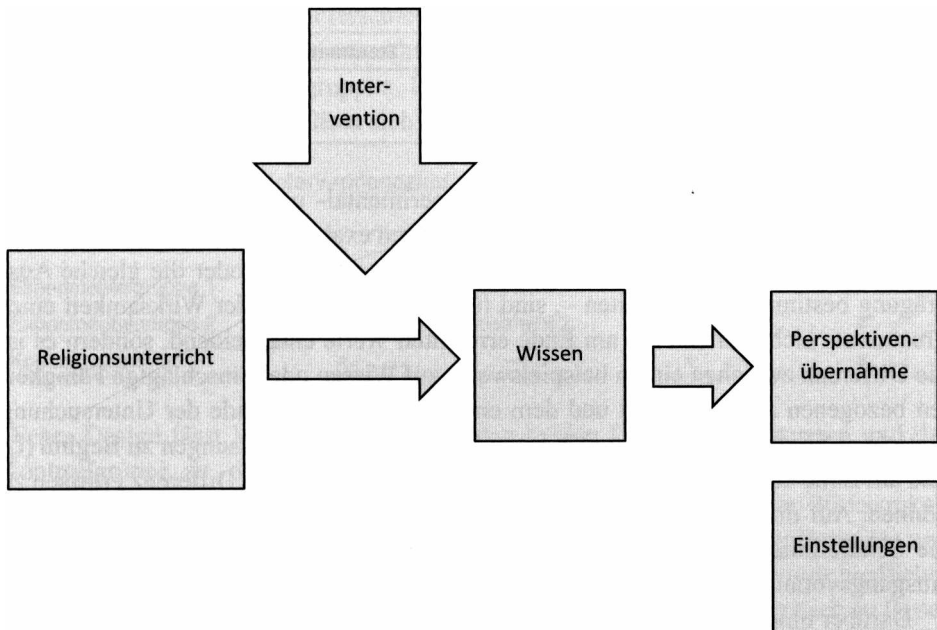 Inter-
vention
Religionsunterricht
Wissen
Perspektiven-
übernahme
Einstellungen